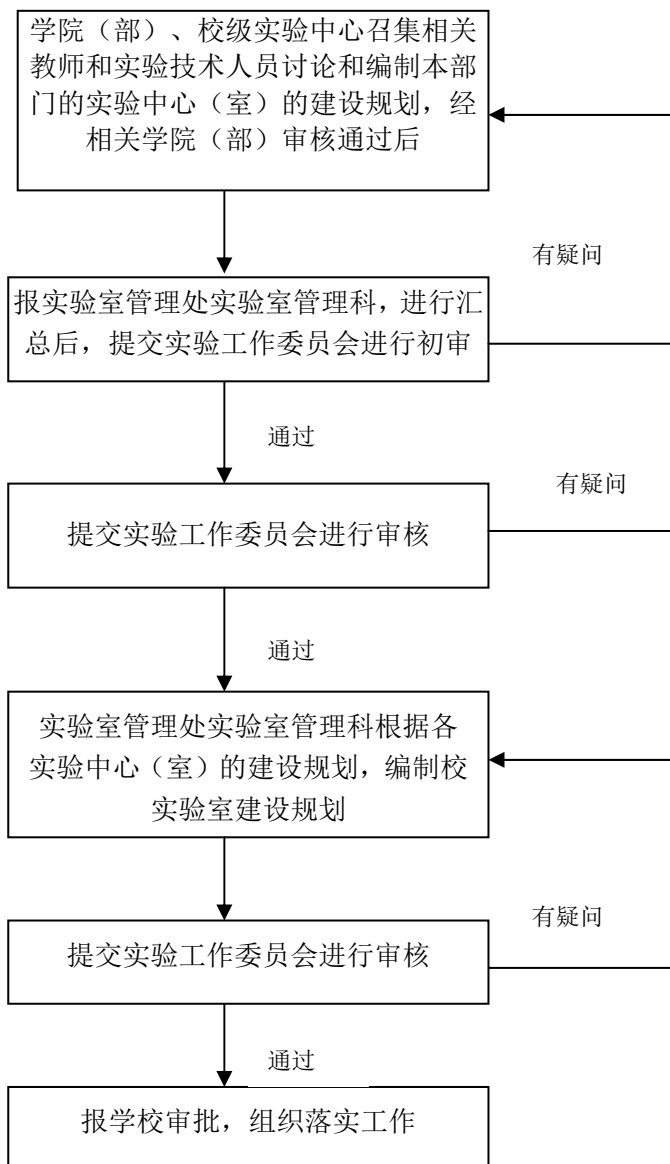 学院（部）、校级实验中心召集相关
教师和实验技术人员讨论和编制本部
门的实验中心（室）的建设规划，经
相关学院（部）审核通过后
有疑问
报实验室管理处实验室管理科，进行汇
总后，提交实验工作委员会进行初审
通过
有疑问
提交实验工作委员会进行审核
通过
实验室管理处实验室管理科根据各
实验中心（室）的建设规划，编制校
实验室建设规划
有疑问
提交实验工作委员会进行审核
通过
报学校审批，组织落实工作